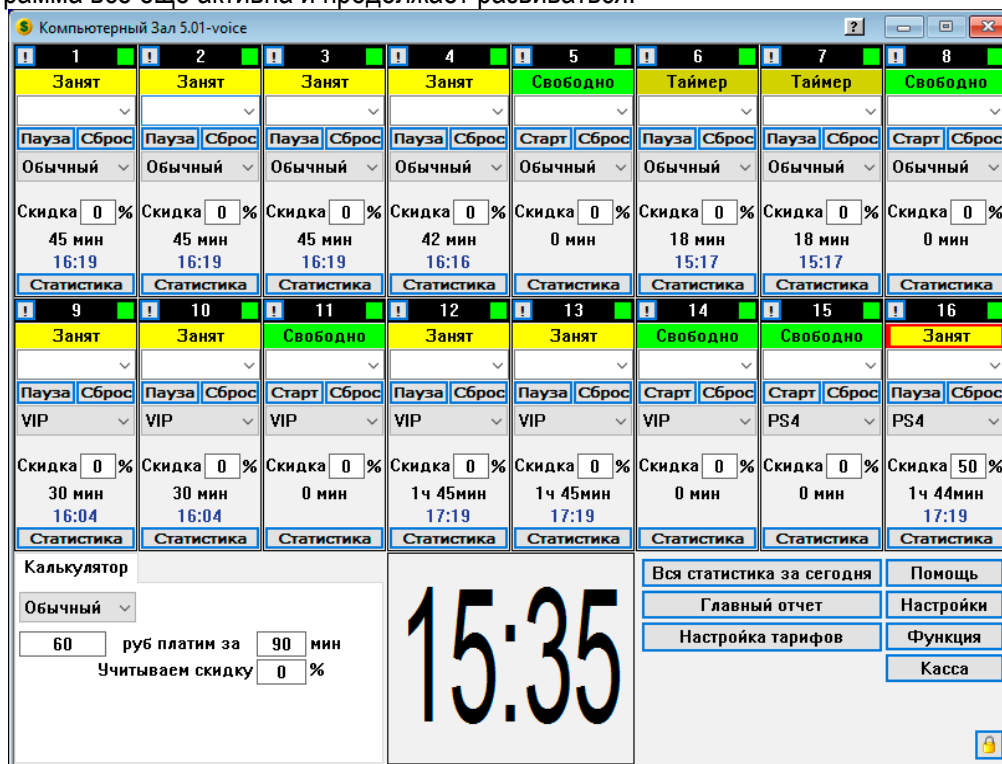 рамма все еще активна и продолжает развиваться.
Компьютерный Зал 5.01-voice ?
! 1 ! 2 ! 3 ! 4 ! 5 ! 6 ! 7 ! 8
Занят Занят Занят Занят Свободно Таймер Таймер Свободно
Пауза Сброс Пауза Сброс Пауза Сброс Пауза Сброс Старт Сброс Пауза Сброс Пауза Сброс Старт Сброс
Обычный Обычный Обычный Обычный Обычный Обычный Обычный Обычный
Скидка 0 % Скидка 0 % Скидка 0 % Скидка 0 % Скидка 0 % Скидка 0 % Скидка 0 % Скидка 0 %
45 мин 45 мин 45 мин 42 мин 0 мин 18 мин 18 мин 0 мин
16:19 16:19 16:19 16:16 15:17 15:17
Статистика Статистика Статистика Статистика Статистика Статистика Статистика Статистика
! 9 ! 10 ! 11 ! 12 ! 13 ! 14 ! 15 ! 16
Занят Занят Свободно Занят Занят Свободно Свободно Занят
Пауза Сброс Пауза Сброс Старт Сброс Пауза Сброс Пауза Сброс Старт Сброс Старт Сброс Пауза Сброс
VIP VIP VIP VIP VIP VIP PS4 PS4
Скидка 0 % Скидка 0 % Скидка 0 % Скидка 0 % Скидка 0 % Скидка 0 % Скидка 0 % Скидка 50 %
30 мин 30 мин 0 мин 1ч 45мин 1ч 45мин 0 мин 0 мин 1ч 44мин
16:04 16:04 17:19 17:19 17:19
Статистика Статистика Статистика Статистика Статистика Статистика Статистика Статистика
Калькулятор
Обычный
60 руб платим за 90 мин
Учитываем скидку 0 %
15:35
Вся статистика за сегодня Помощь
Главный отчет Настройки
Настройка тарифов Функция
Касса